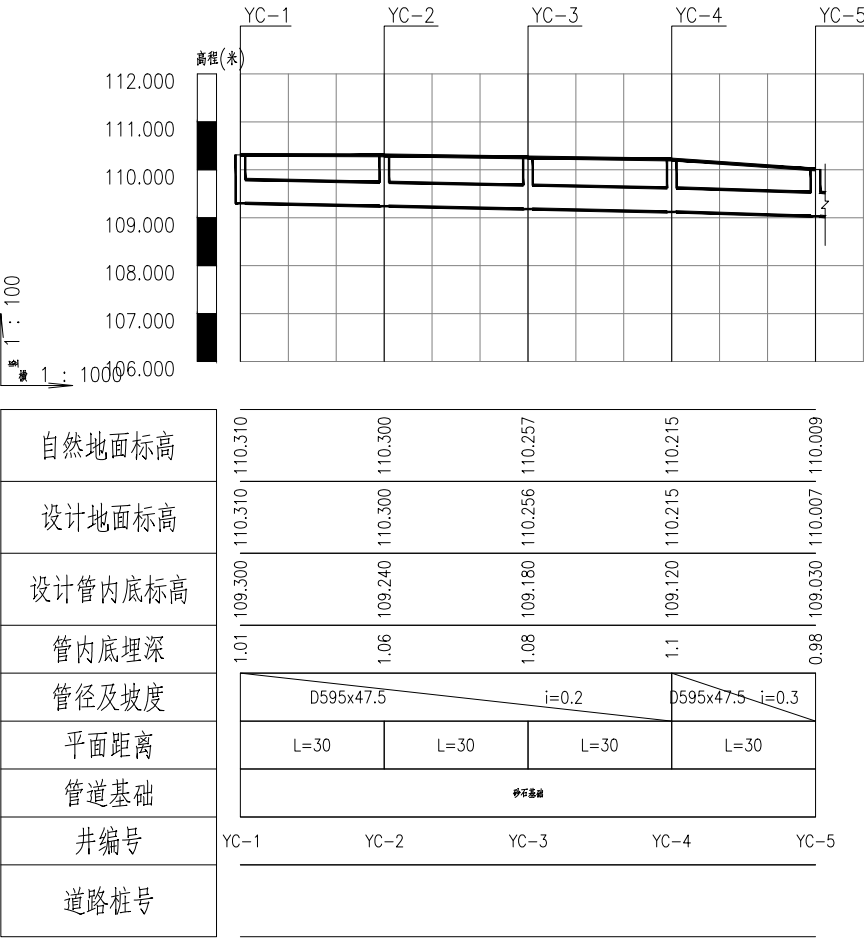 YC-1 YC-2 YC-3 YC-4 YC-5
高程(米)
112.000
111.000
110.000
109.000
108.000
107.000
106.000
竖 1 : 100
横 1 : 1000
自然地面标高 110.310 110.300 110.257 110.215 110.009
设计地面标高 110.310 110.300 110.256 110.215 110.007
设计管内底标高 109.300 109.240 109.180 109.120 109.030
管内底埋深 1.01 1.06 1.08 1.1 0.98
管径及坡度 D595x47.5 i=0.2 D595x47.5 i=0.3
平面距离 L=30 L=30 L=30 L=30
管道基础 砂石基础
井编号 YC-1 YC-2 YC-3 YC-4 YC-5
道路桩号